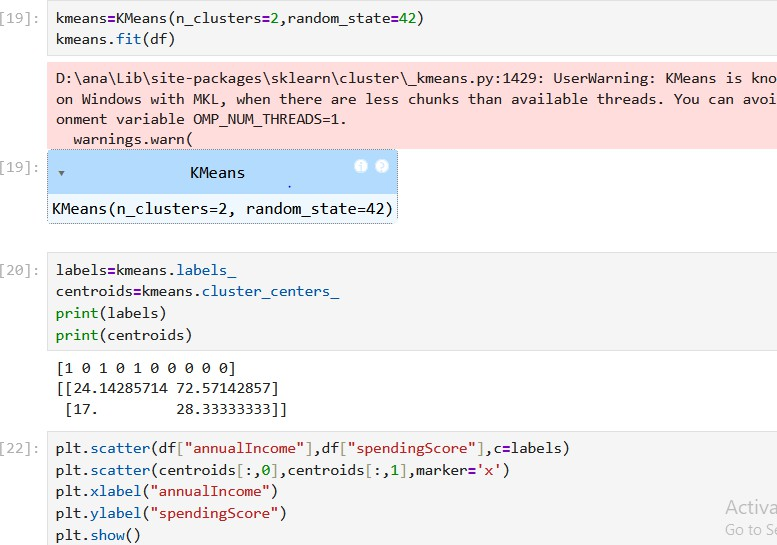 [19]: kmeans=KMeans(n_clusters=2,random_state=42)
kmeans.fit(df)
D:\ana\Lib\site-packages\sklearn\cluster\_kmeans.py:1429: UserWarning: KMeans is kno
on Windows with MKL, when there are less chunks than available threads. You can avoi
onment variable OMP_NUM_THREADS=1.
warnings.warn(
[19]: ▾ KMeans i ?
KMeans(n_clusters=2, random_state=42)
[20]: labels=kmeans.labels_
centroids=kmeans.cluster_centers_
print(labels)
print(centroids)
[1 0 1 0 1 0 0 0 0 0]
[[24.14285714 72.57142857]
[17. 28.33333333]]
[22]: plt.scatter(df["annualIncome"],df["spendingScore"],c=labels)
plt.scatter(centroids[:,0],centroids[:,1],marker='x')
plt.xlabel("annualIncome")
plt.ylabel("spendingScore")
plt.show()
Activa
Go to Se